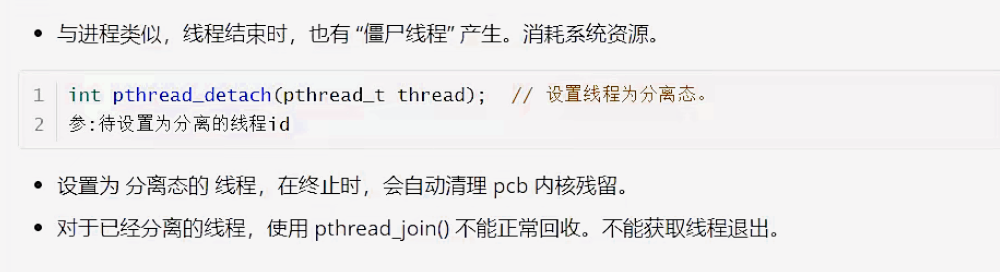 • 与进程类似，线程结束时，也有 “僵尸线程” 产生。消耗系统资源。
1 int pthread_detach(pthread_t thread);  // 设置线程为分离态。
2 参:待设置为分离的线程id
• 设置为 分离态的 线程，在终止时，会自动清理 pcb 内核残留。
• 对于已经分离的线程，使用 pthread_join() 不能正常回收。不能获取线程退出。